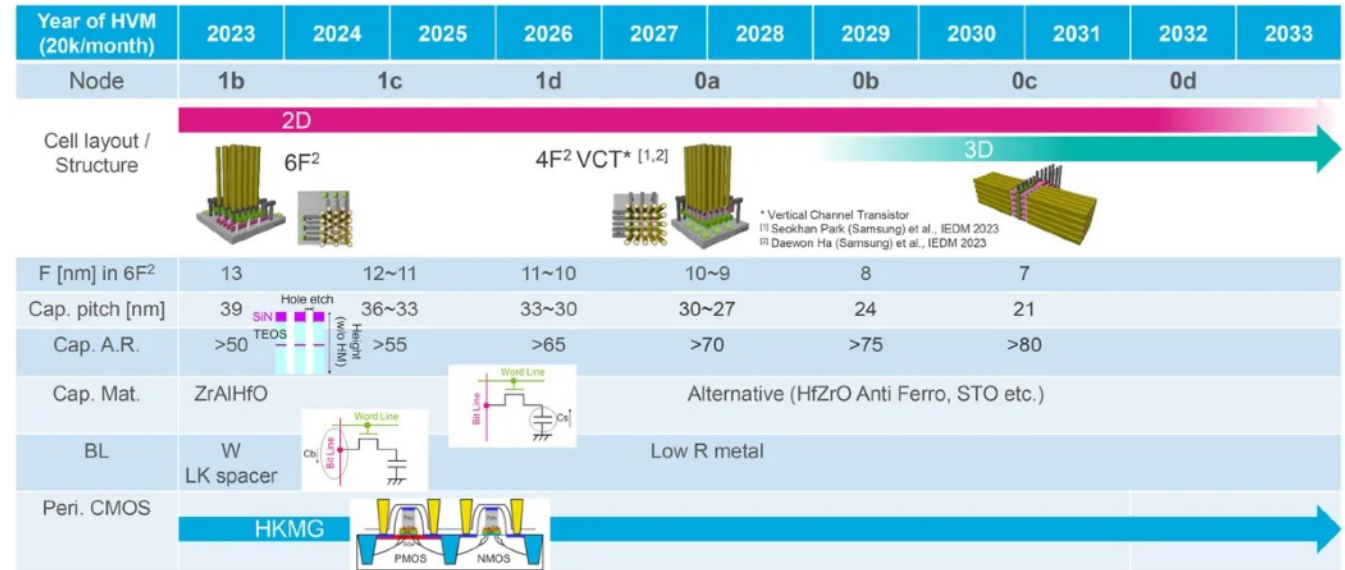 Year of HVM
(20k/month)
2023 2024 2025 2026 2027 2028 2029 2030 2031 2032 2033
Node 1b 1c 1d 0a 0b 0c 0d
2D
Cell layout /
Structure
6F²
4F² VCT* [1,2]
3D
* Vertical Channel Transistor
[1] Seokhan Park (Samsung) et al., IEDM 2023
[2] Daewon Ha (Samsung) et al., IEDM 2023
F [nm] in 6F² 13 12~11 11~10 10~9 8 7
Cap. pitch [nm] 39 36~33 33~30 30~27 24 21
Hole etch
SiN
TEOS
Height
(w/o HM)
Cap. A.R. >50 >55 >65 >70 >75 >80
Cap. Mat. ZrAlHfO Alternative (HfZrO Anti Ferro, STO etc.)
Word Line
Bit Line
Cs
BL W Low R metal
LK spacer
Word Line
Cb
Bit Line
Peri. CMOS
HKMG
PMOS NMOS